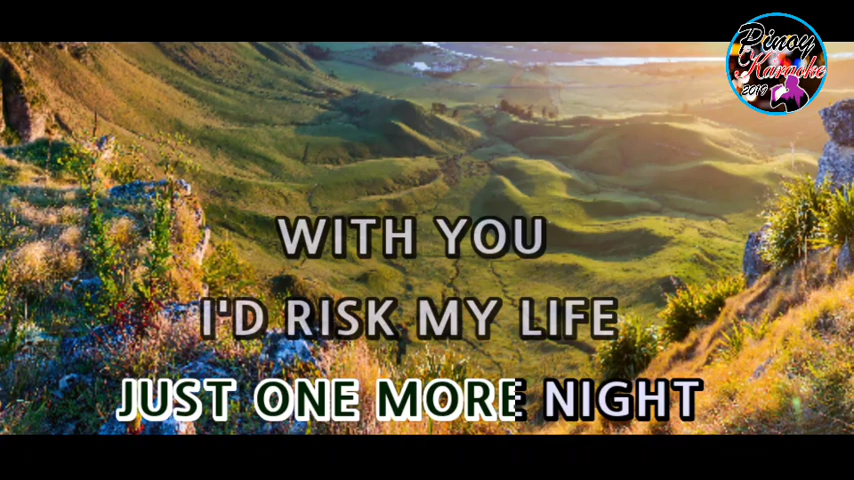 Pinoy
Karaoke
2019
WITH YOU
I'D RISK MY LIFE
JUST ONE MORE NIGHT